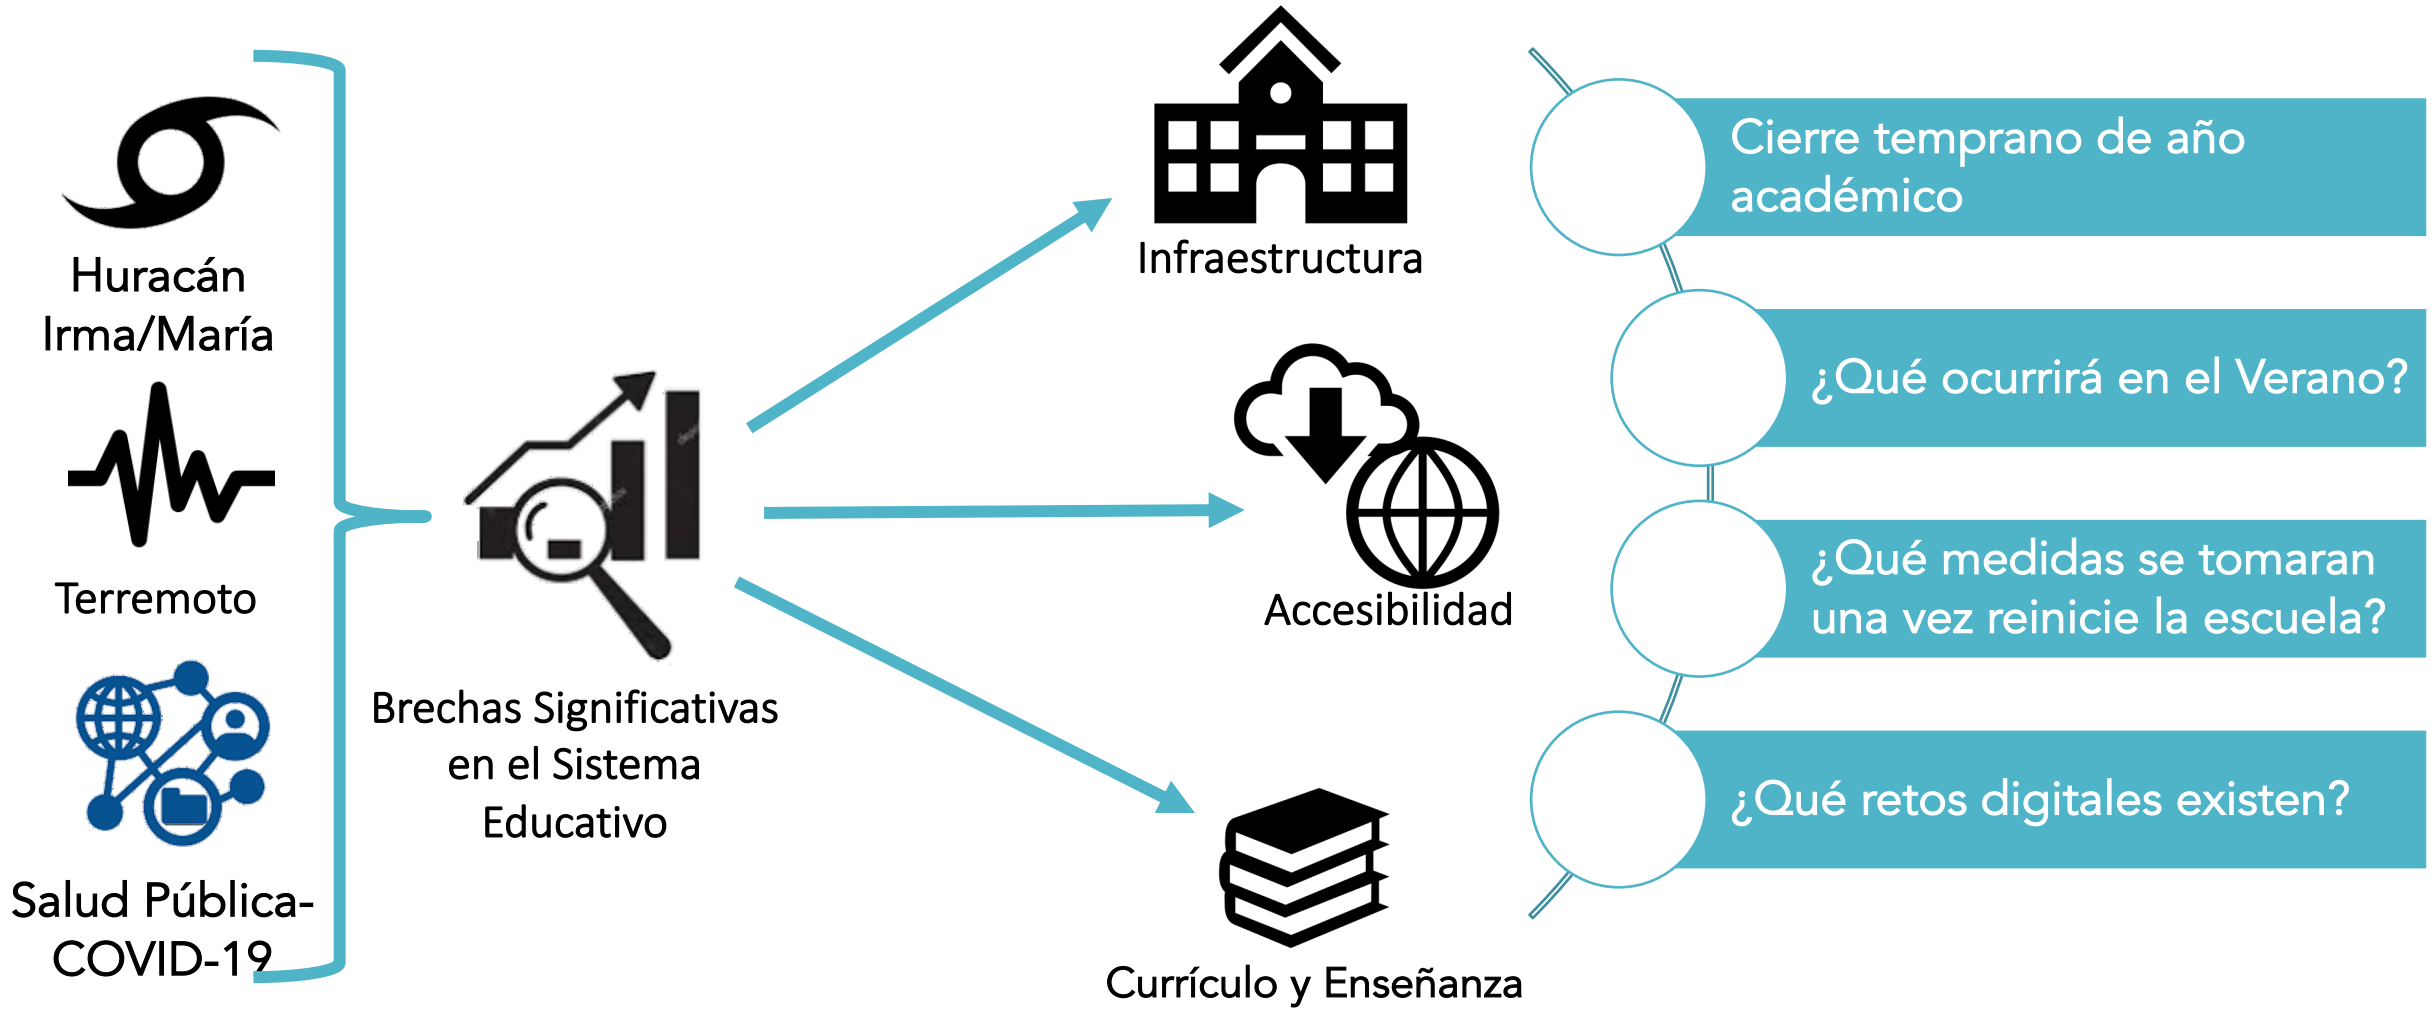 Huracán
Irma/María
Terremoto
Salud Pública-
COVID-19
Brechas Significativas
en el Sistema
Educativo
Infraestructura
Accesibilidad
Currículo y Enseñanza
Cierre temprano de año
académico
¿Qué ocurrirá en el Verano?
¿Qué medidas se tomaran
una vez reinicie la escuela?
¿Qué retos digitales existen?